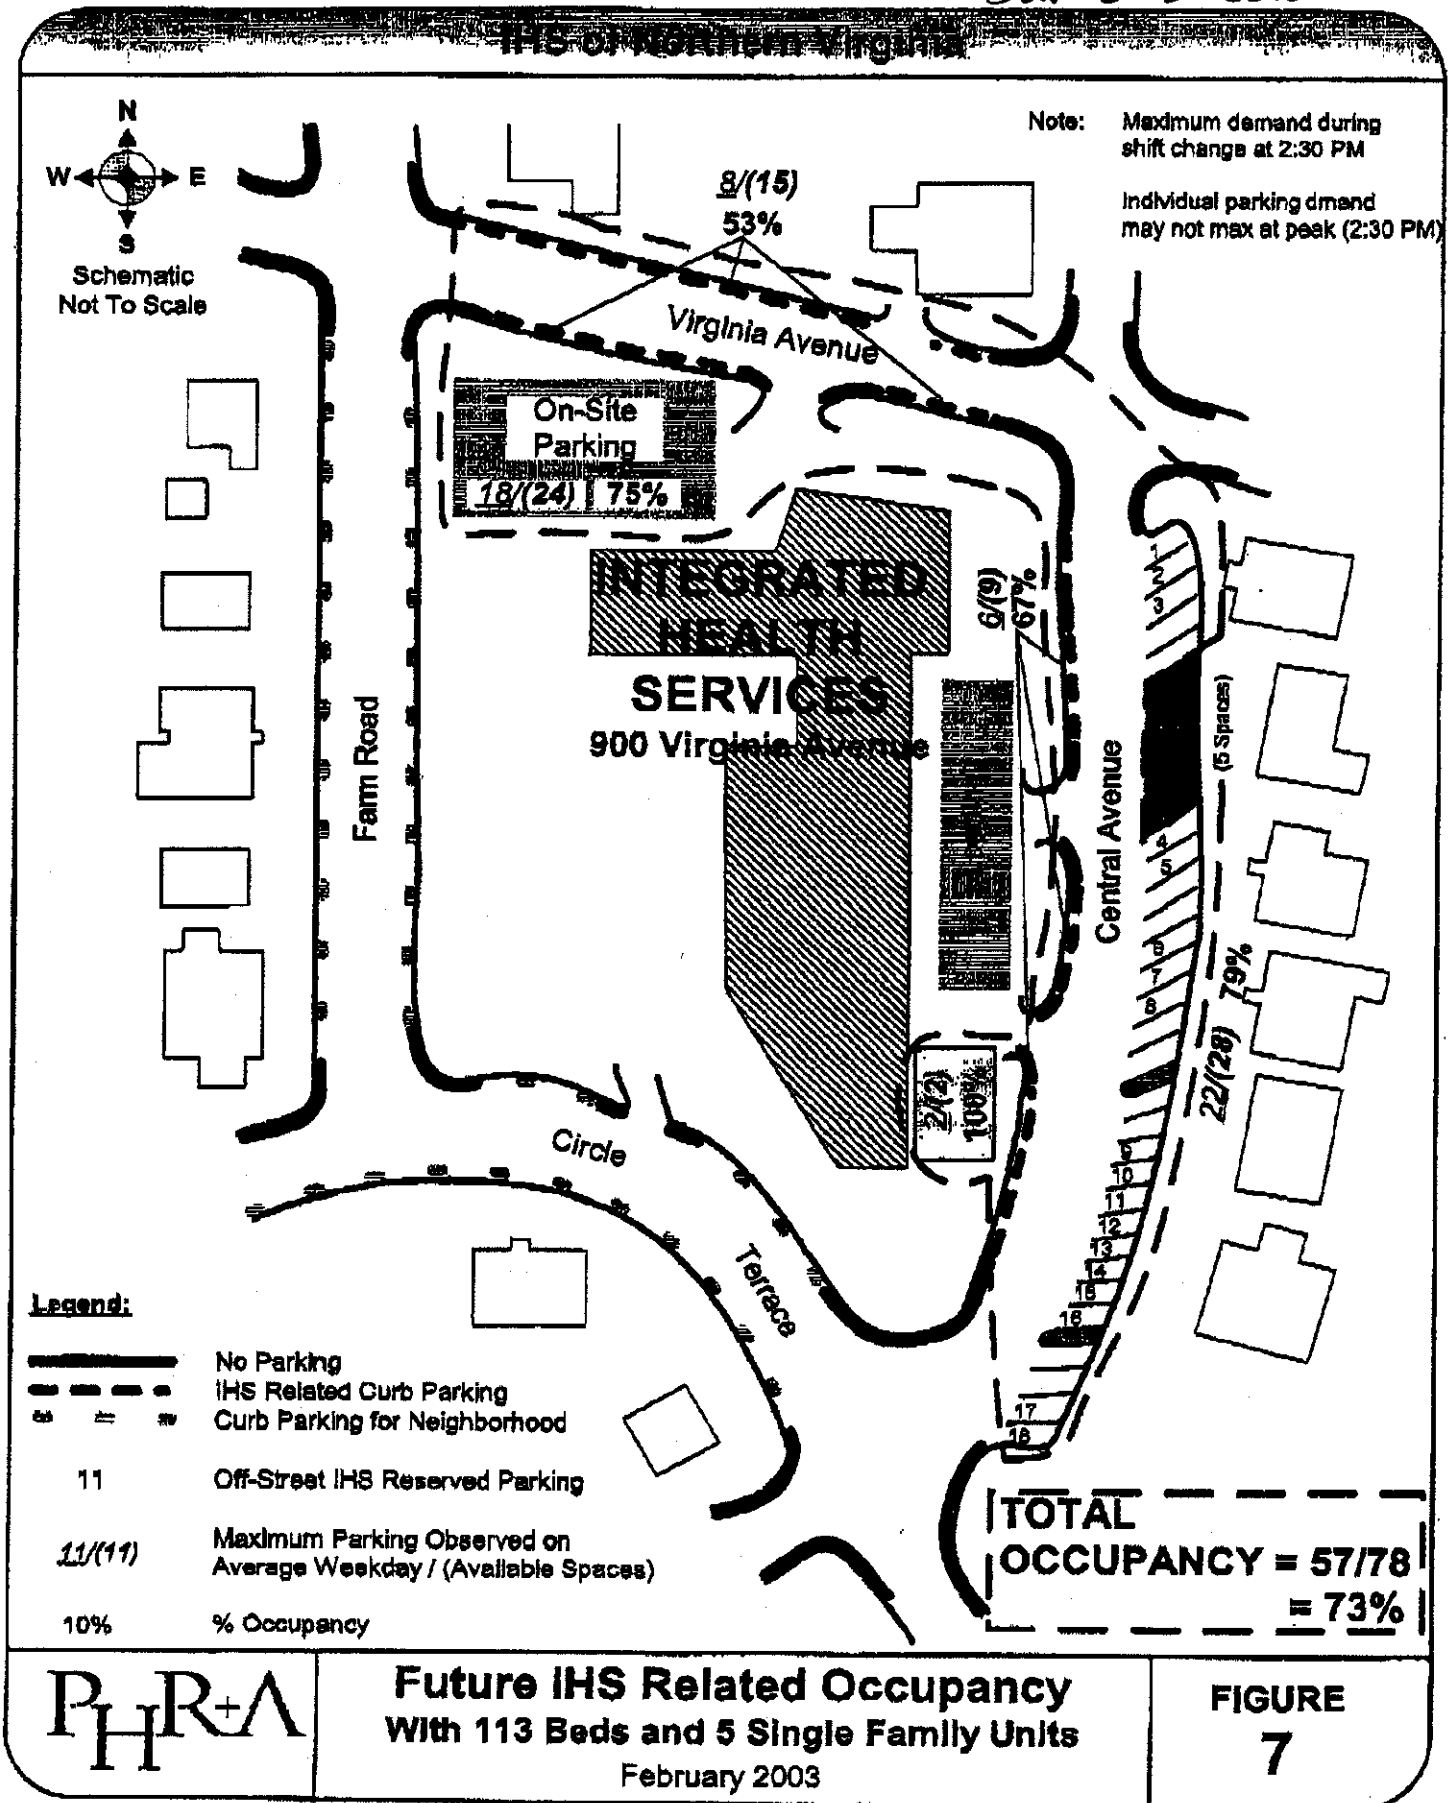 IHS of Northern Virginia
N
W
E
S
Schematic
Not To Scale
Note:
Maximum demand during
shift change at 2:30 PM
Individual parking dmand
may not max at peak (2:30 PM)
8/(15)
53%
Virginia Avenue
On-Site
Parking
18/(24) 75%
INTEGRATED
HEALTH
SERVICES
900 Virginia Avenue
6/(9)
67%
Farm Road
Central Avenue
(5 Spaces)
1
2
3
4
5
6
7
8
9
10
11
12
13
14
15
16
17
18
22/(28) 79%
2/(2)
100%
Circle
Terrace
Legend:
No Parking
IHS Related Curb Parking
Curb Parking for Neighborhood
11 Off-Street IHS Reserved Parking
11/(11) Maximum Parking Observed on
Average Weekday / (Available Spaces)
10% % Occupancy
TOTAL
OCCUPANCY = 57/78
= 73%
PHR+A
Future IHS Related Occupancy
With 113 Beds and 5 Single Family Units
February 2003
FIGURE
7